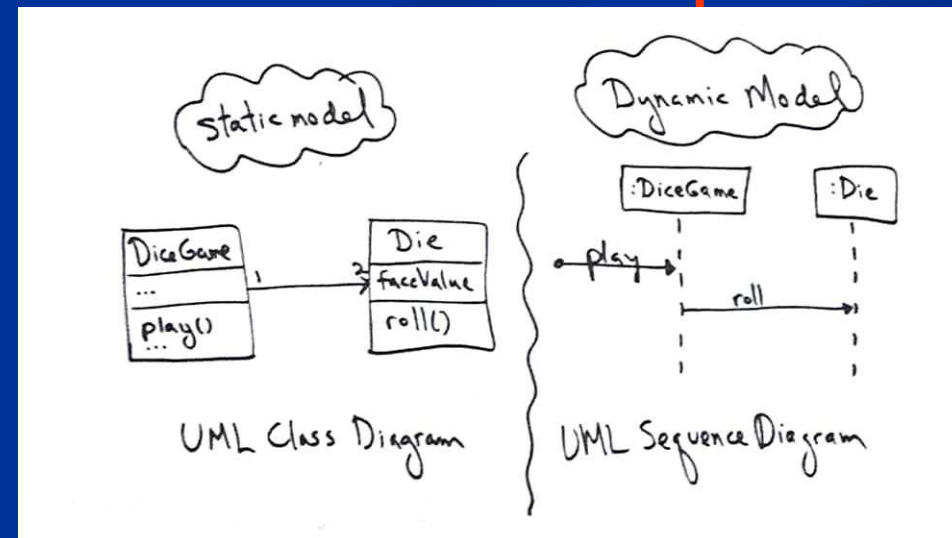 static model
DiceGame
...
play()
...
1
2
Die
faceValue
roll()
UML Class Diagram
Dynamic Model
:DiceGame
:Die
play
roll
UML Sequence Diagram